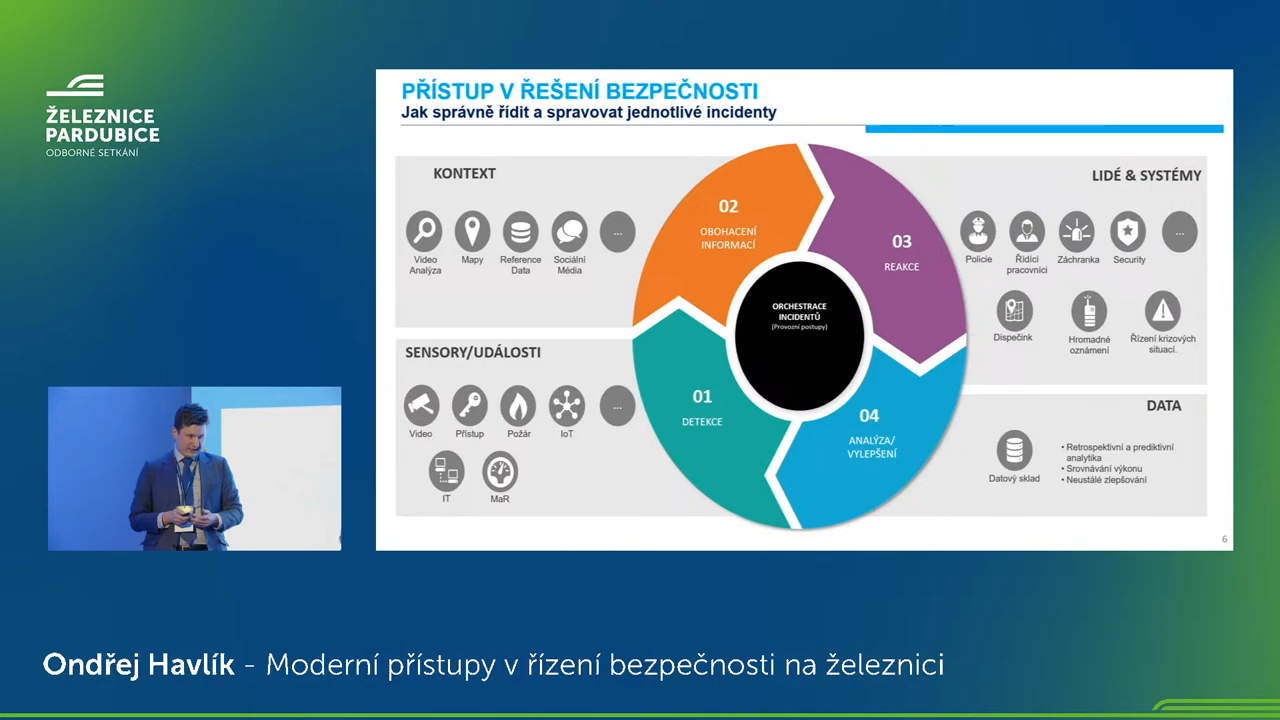 ŽELEZNICE
PARDUBICE
ODBORNÉ SETKÁNÍ
PŘÍSTUP V ŘEŠENÍ BEZPEČNOSTI
Jak správně řídit a spravovat jednotlivé incidenty
KONTEXT
Video
Analýza
Mapy
Reference
Data
Sociální
Média
...
SENSORY/UDÁLOSTI
Video
Přístup
Požár
IoT
...
IT
MaR
02
OBOHACENÍ
INFORMACÍ
03
REAKCE
ORCHESTRACE
INCIDENTŮ
(Provozní postupy)
01
DETEKCE
04
ANALÝZA/
VYLEPŠENÍ
LIDÉ & SYSTÉMY
Policie
Řídící
pracovníci
Záchranka
Security
...
Dispečink
Hromadné
oznámení
Řízení krizových
situací.
DATA
Datový sklad
• Retrospektivní a prediktivní
analytika
• Srovnávání výkonu
• Neustálé zlepšování
6
Ondřej Havlík - Moderní přístupy v řízení bezpečnosti na železnici